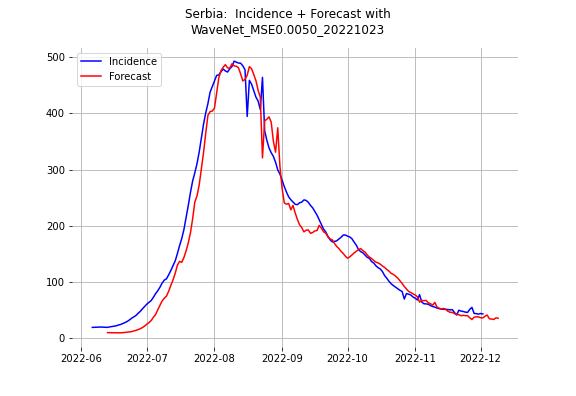 Serbia:  Incidence + Forecast with
WaveNet_MSE0.0050_20221023
Incidence
Forecast
500
400
300
200
100
0
2022-06 2022-07 2022-08 2022-09 2022-10 2022-11 2022-12